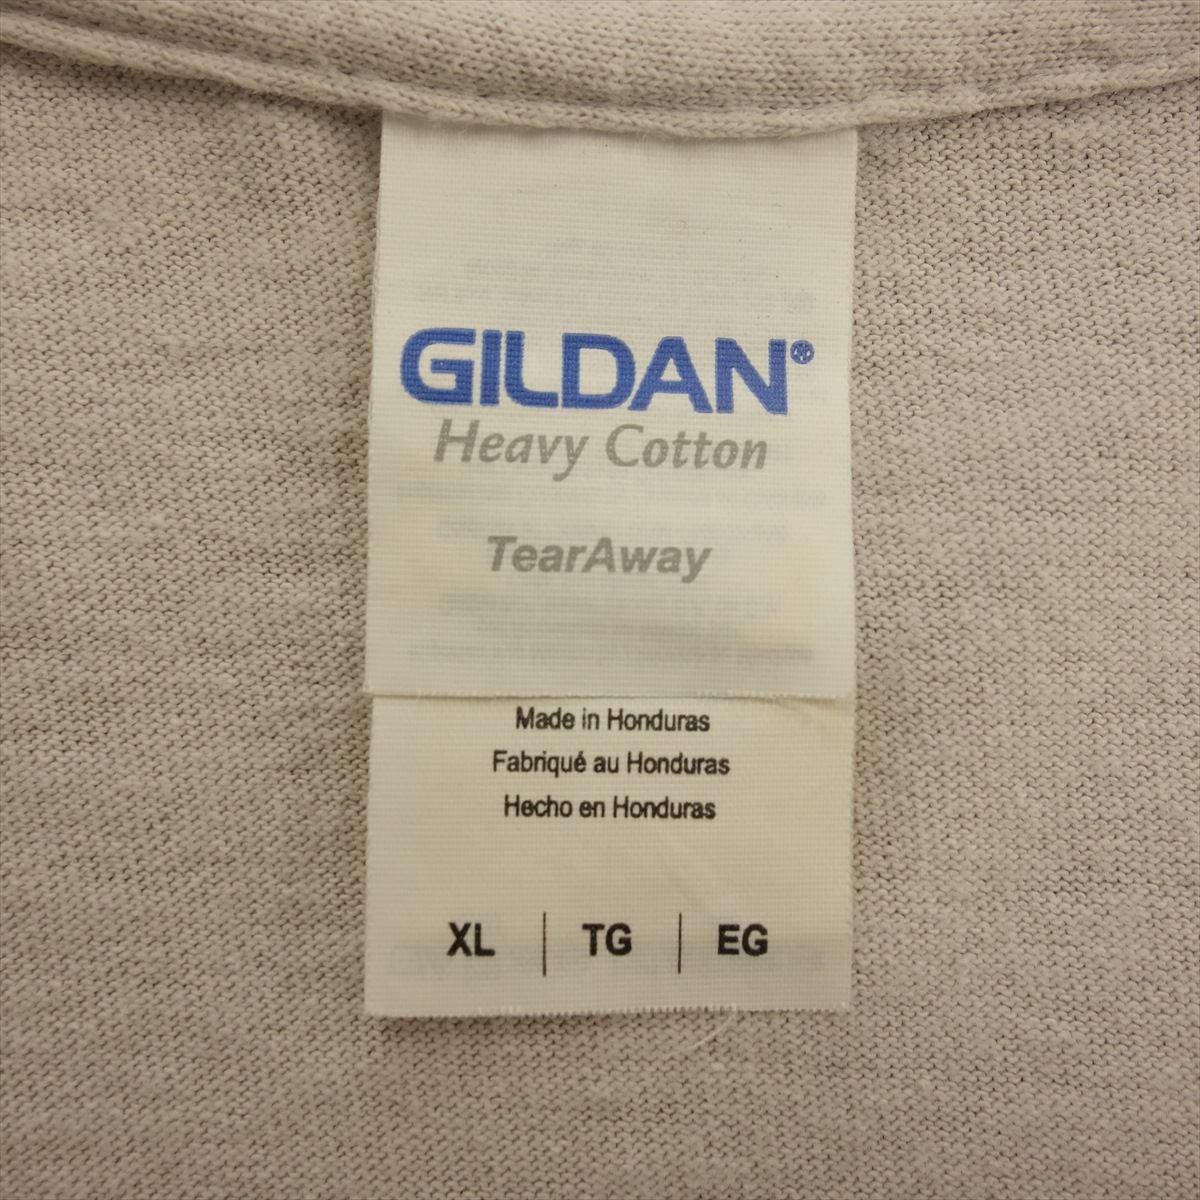 GILDAN®
Heavy Cotton
TearAway
Made in Honduras
Fabriqué au Honduras
Hecho en Honduras
XL | TG | EG